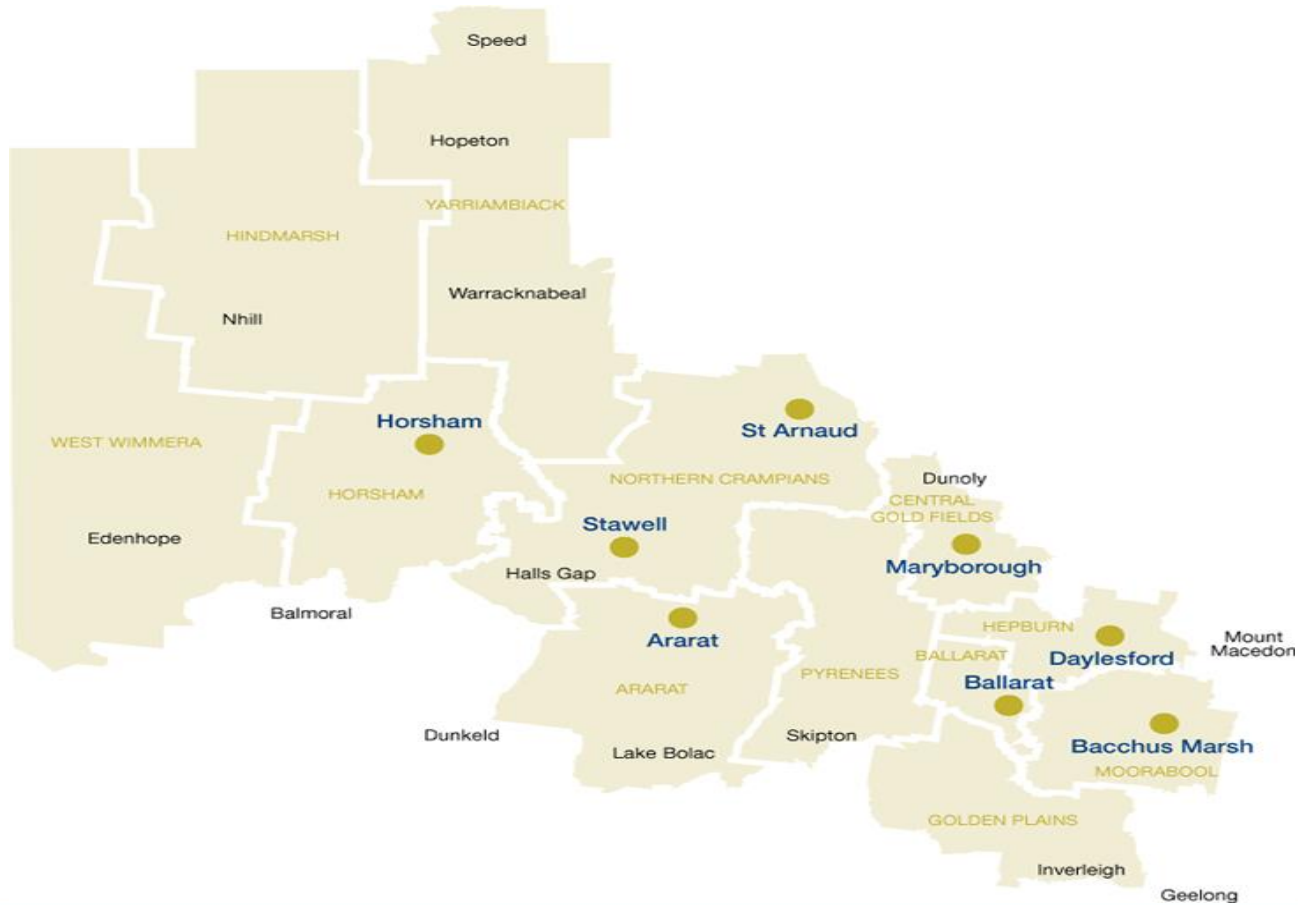 Speed
Hopeton
YARRIAMBIACK
HINDMARSH
Warracknabeal
Nhill
Horsham
St Arnaud
WEST WIMMERA
NORTHERN CRAMPIANS
Dunoly
HORSHAM
CENTRAL
GOLD FIELDS
Stawell
Edenhope
Maryborough
Halls Gap
Balmoral
HEPBURN
Mount
Macedon
Ararat
BALLARAT
Daylesford
PYRENEES
Ballarat
ARARAT
Dunkeld
Skipton
Lake Bolac
Bacchus Marsh
MOORABOOL
GOLDEN PLAINS
Inverleigh
Geelong